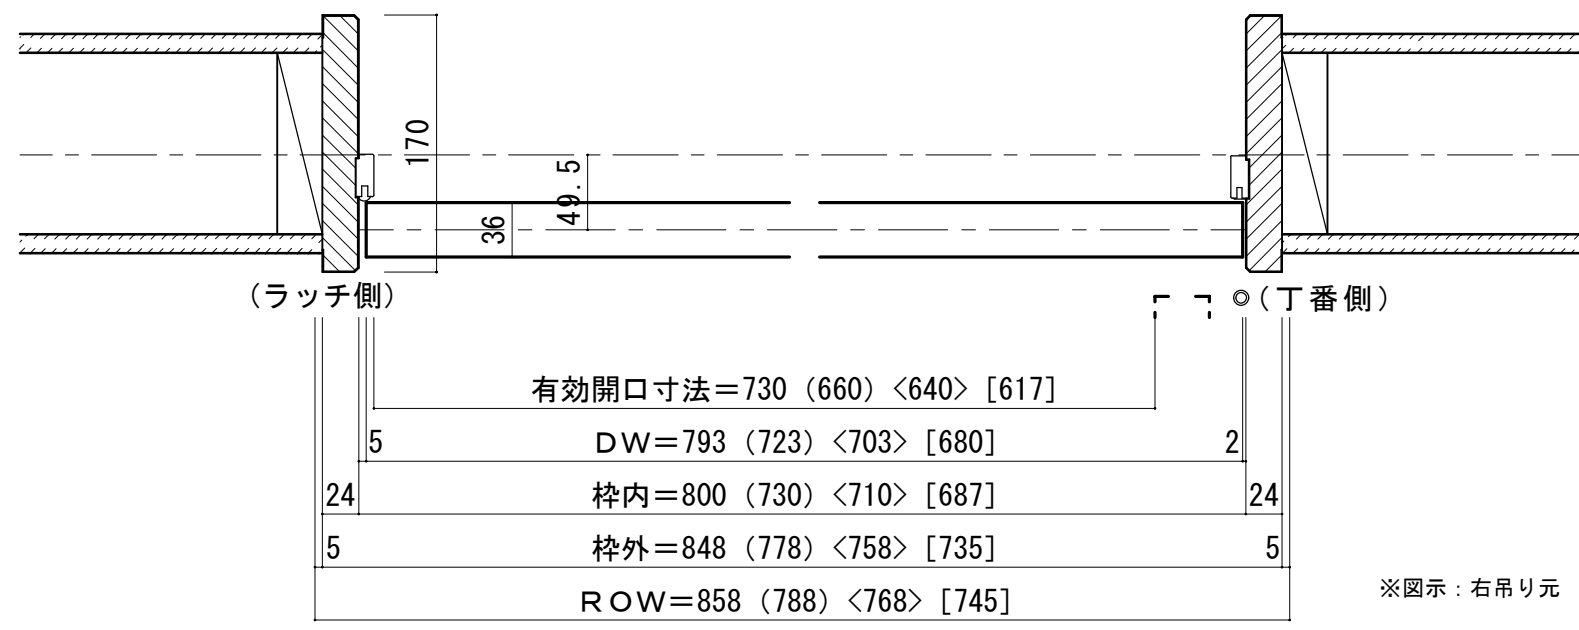 170
49.5
36
(ラッチ側)
(丁番側)
有効開口寸法＝730 (660) <640> [617]
5 ＤＷ＝793 (723) <703> [680] 2
24 枠内＝800 (730) <710> [687] 24
5 枠外＝848 (778) <758> [735] 5
ＲＯＷ＝858 (788) <768> [745]
※図示：右吊り元